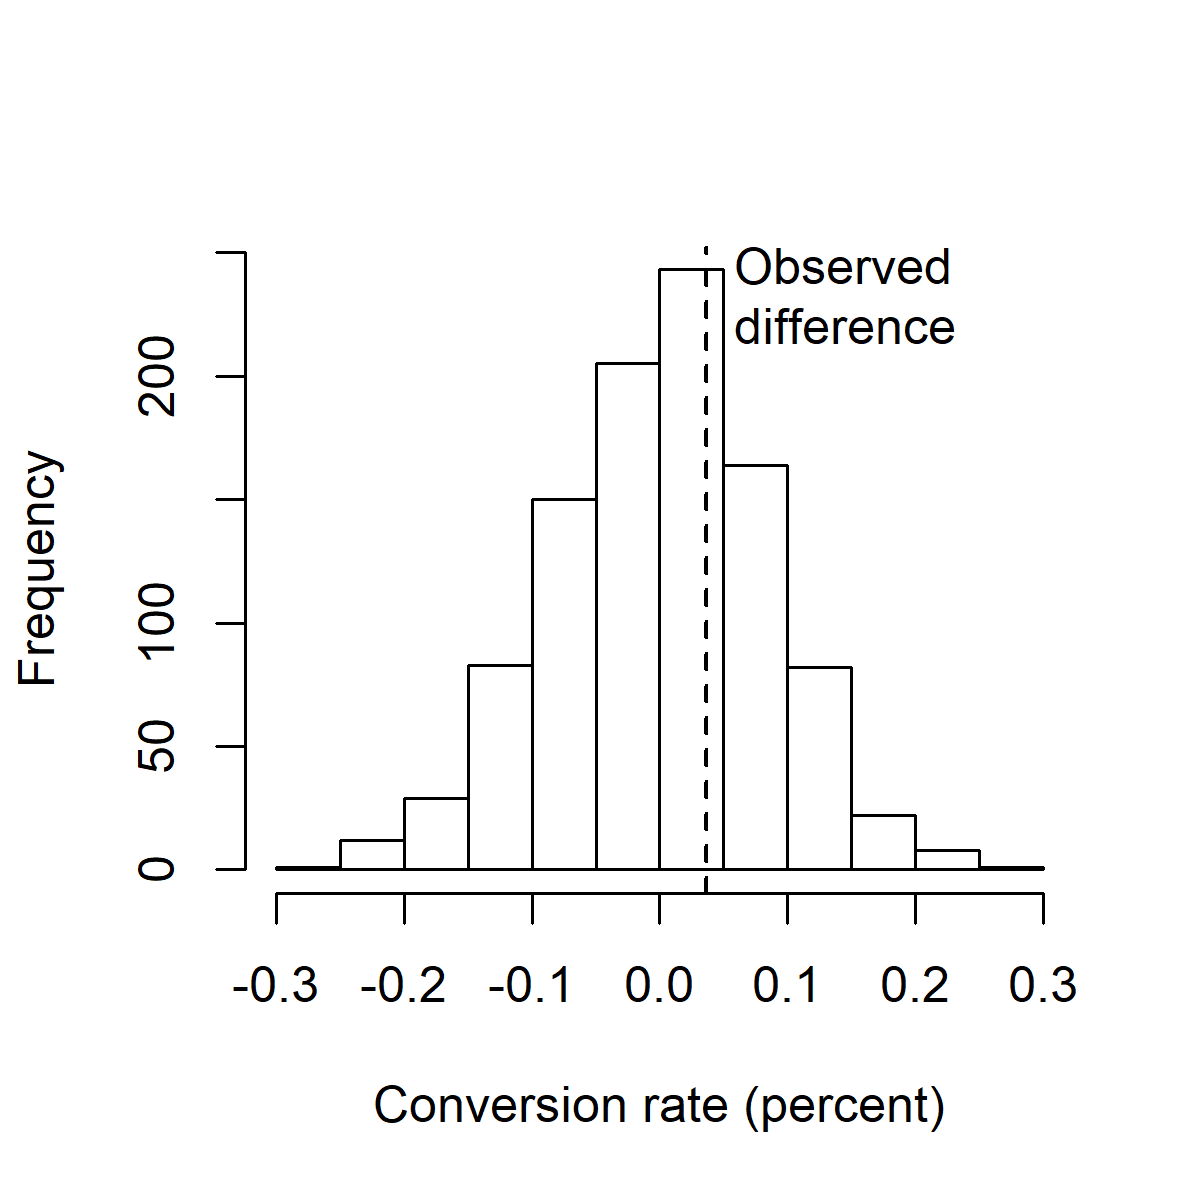 Observed
difference
200
100
50
0
Frequency
-0.3 -0.2 -0.1 0.0 0.1 0.2 0.3
Conversion rate (percent)